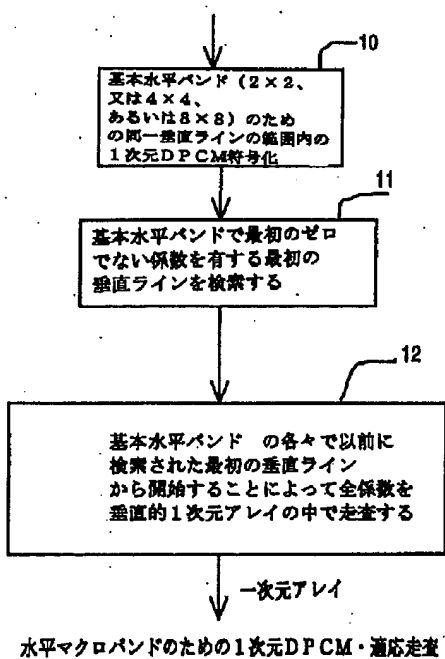 10
基本水平バンド(2×2、
又は4×4、
あるいは8×8)のため
の同一垂直ラインの範囲内の
1次元DPCM符号化
11
基本水平バンドで最初のゼロ
でない係数を有する最初の
垂直ラインを検索する
12
基本水平バンド の各々で以前に
検索された最初の垂直ライン
から開始することによって全係数を
垂直的1次元アレイの中で走査する
一次元アレイ
水平マクロバンドのための1次元DPCM・適応走査